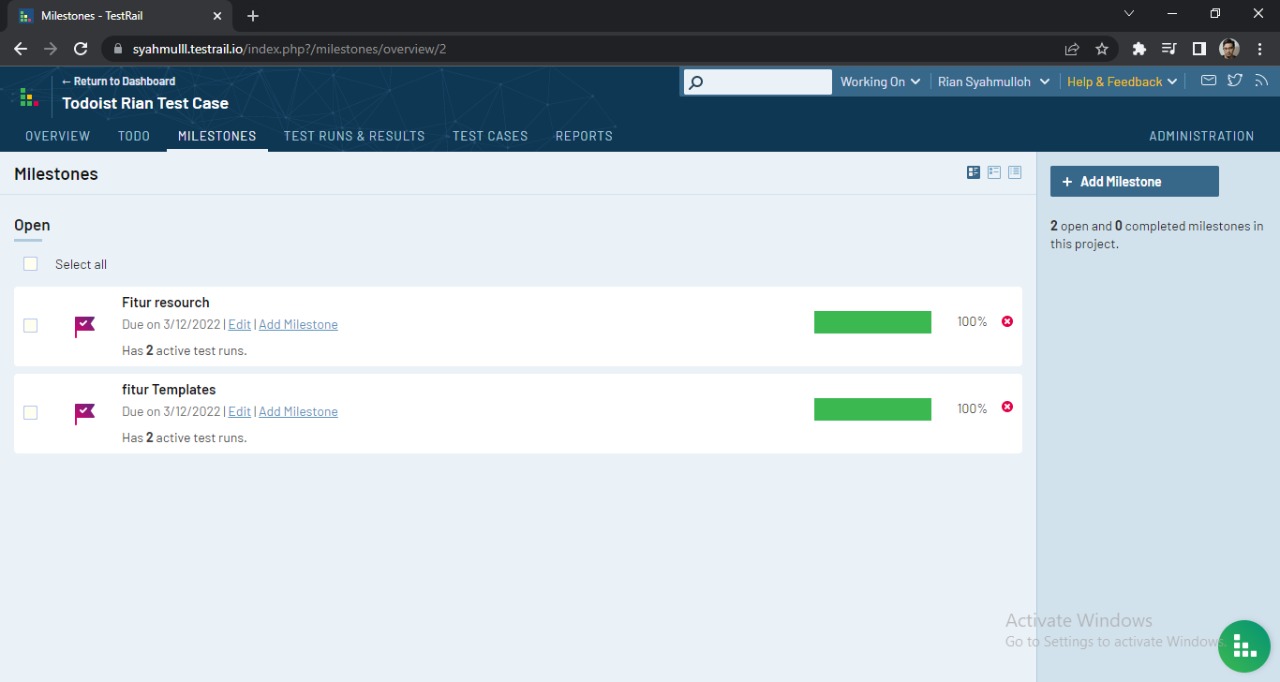 Milestones - TestRail
syahmulll.testrail.io/index.php?/milestones/overview/2
← Return to Dashboard
Todoist Rian Test Case
Working On
Rian Syahmulloh
Help & Feedback
OVERVIEW
TODO
MILESTONES
TEST RUNS & RESULTS
TEST CASES
REPORTS
ADMINISTRATION
Milestones
+ Add Milestone
2 open and 0 completed milestones in
this project.
Open
Select all
Fitur resourch
Due on 3/12/2022 | Edit | Add Milestone
Has 2 active test runs.
100%
fitur Templates
Due on 3/12/2022 | Edit | Add Milestone
Has 2 active test runs.
100%
Activate Windows
Go to Settings to activate Windows.